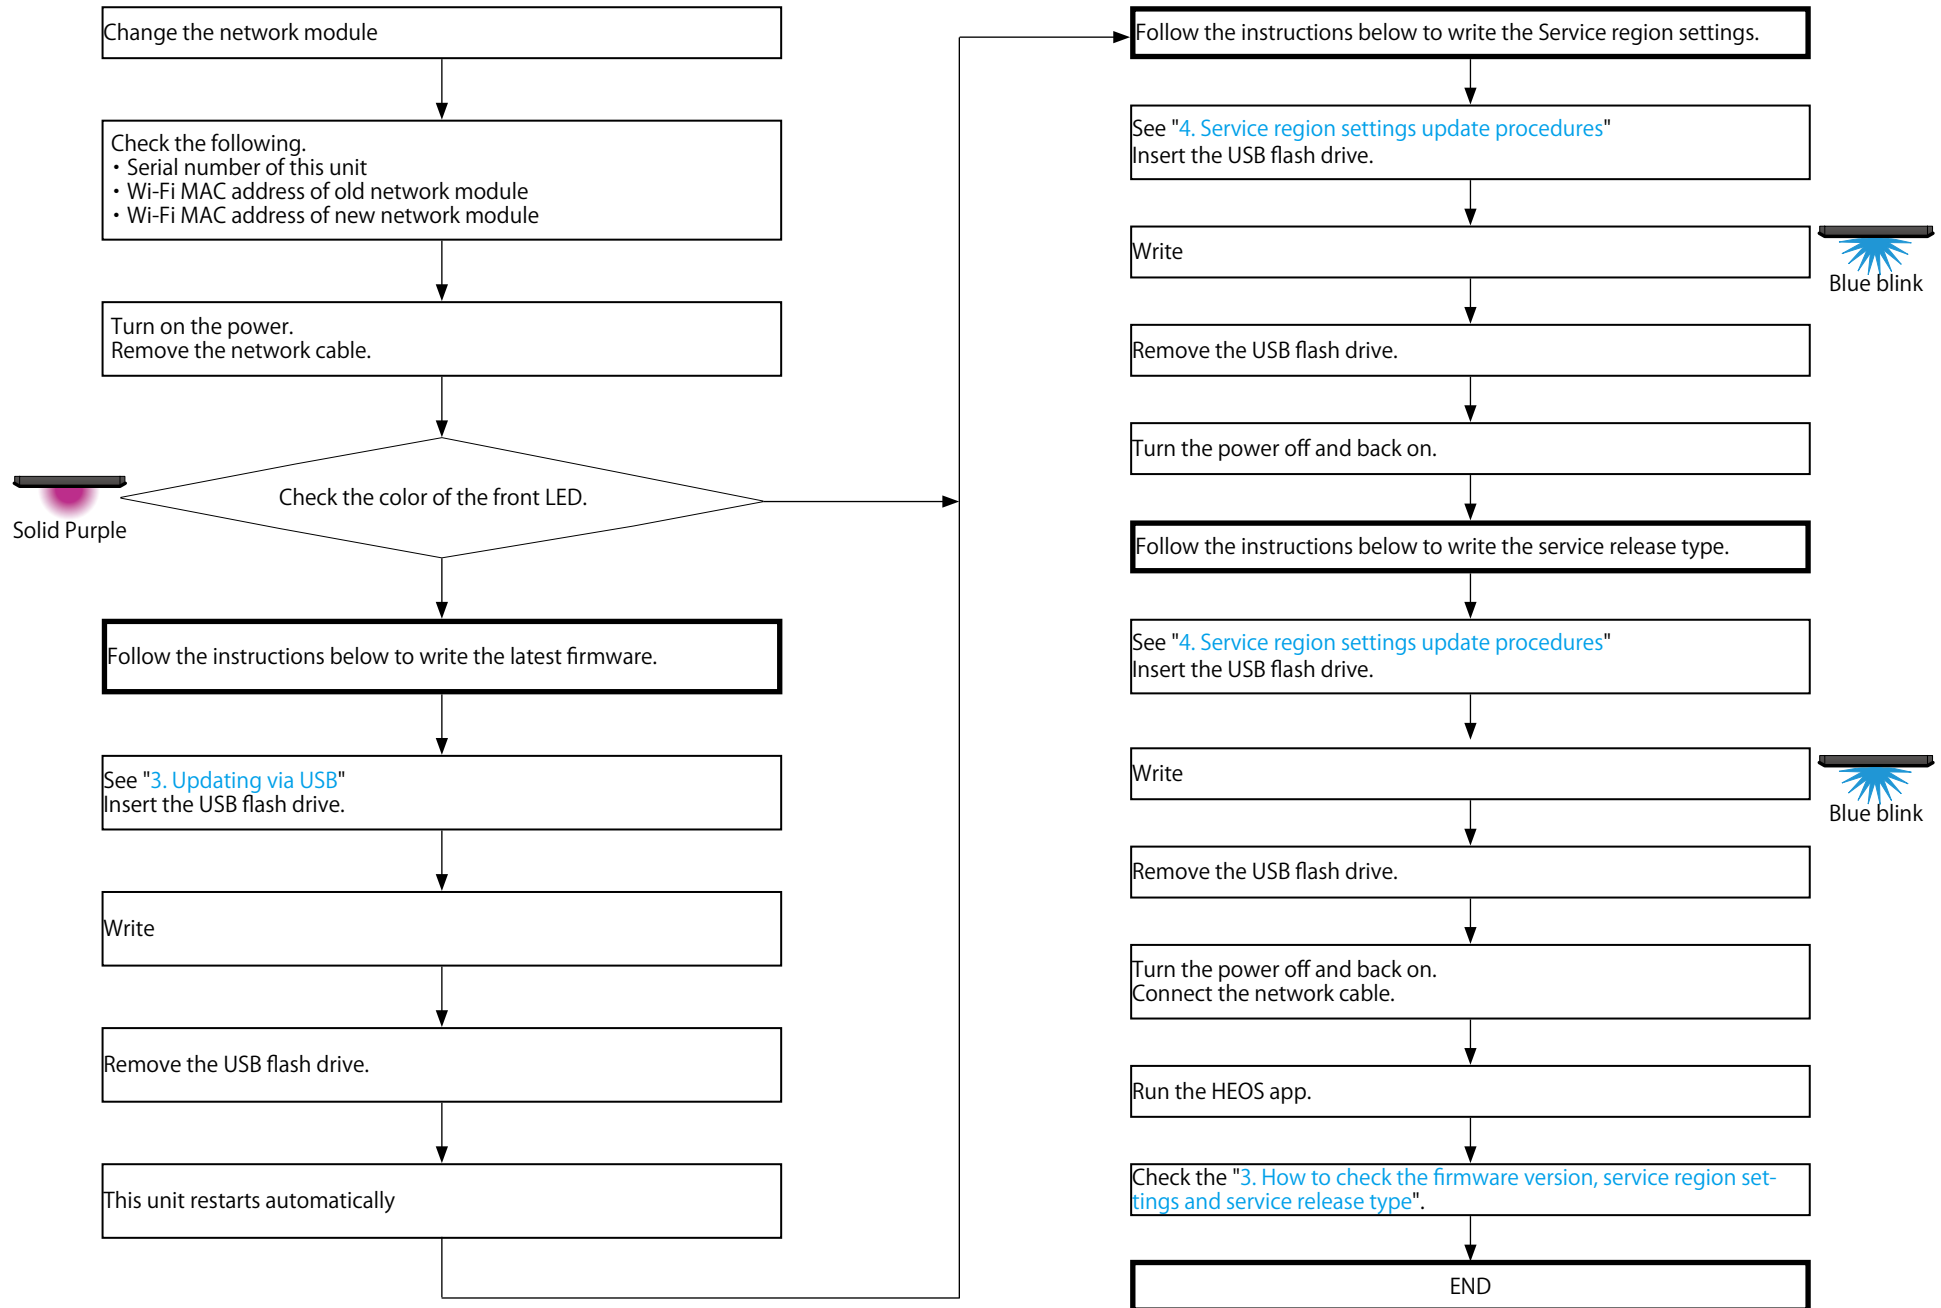 Change the network module
Check the following.
・Serial number of this unit
・Wi-Fi MAC address of old network module
・Wi-Fi MAC address of new network module
Turn on the power.
Remove the network cable.
Check the color of the front LED.
Solid Purple
Follow the instructions below to write the latest firmware.
See "3. Updating via USB"
Insert the USB flash drive.
Write
Remove the USB flash drive.
This unit restarts automatically
Follow the instructions below to write the Service region settings.
See "4. Service region settings update procedures"
Insert the USB flash drive.
Write
Blue blink
Remove the USB flash drive.
Turn the power off and back on.
Follow the instructions below to write the service release type.
See "4. Service region settings update procedures"
Insert the USB flash drive.
Write
Blue blink
Remove the USB flash drive.
Turn the power off and back on.
Connect the network cable.
Run the HEOS app.
Check the "3. How to check the firmware version, service region set-
tings and service release type".
END